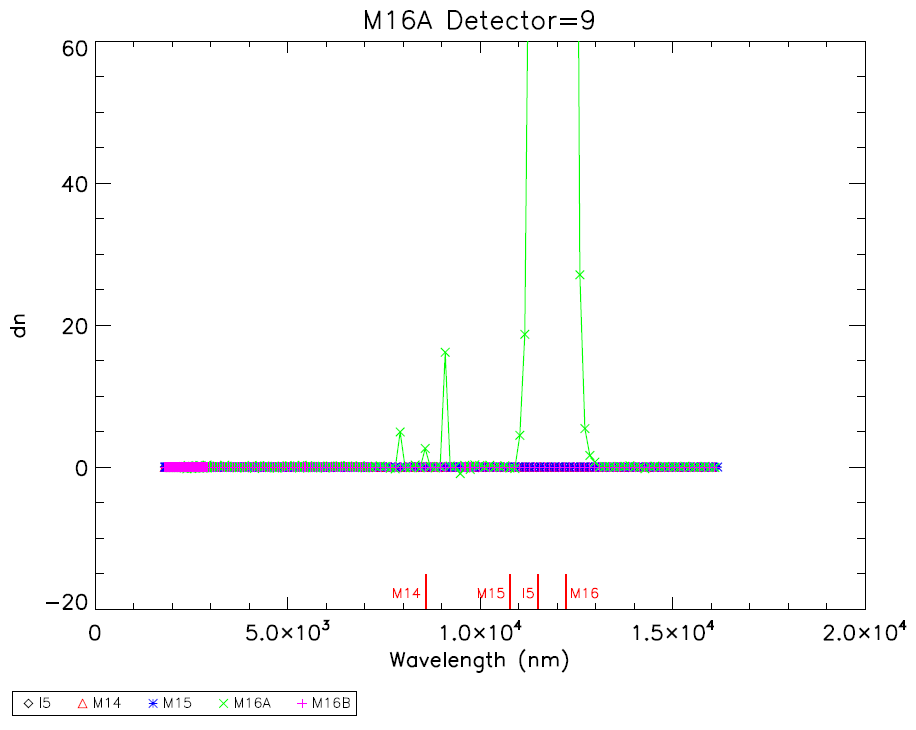 M16A Detector=9
60
40
20
0
−20
dn
M14
M15
I5
M16
0
5.0×10³
1.0×10⁴
1.5×10⁴
2.0×10⁴
Wavelength (nm)
I5 M14 M15 M16A M16B